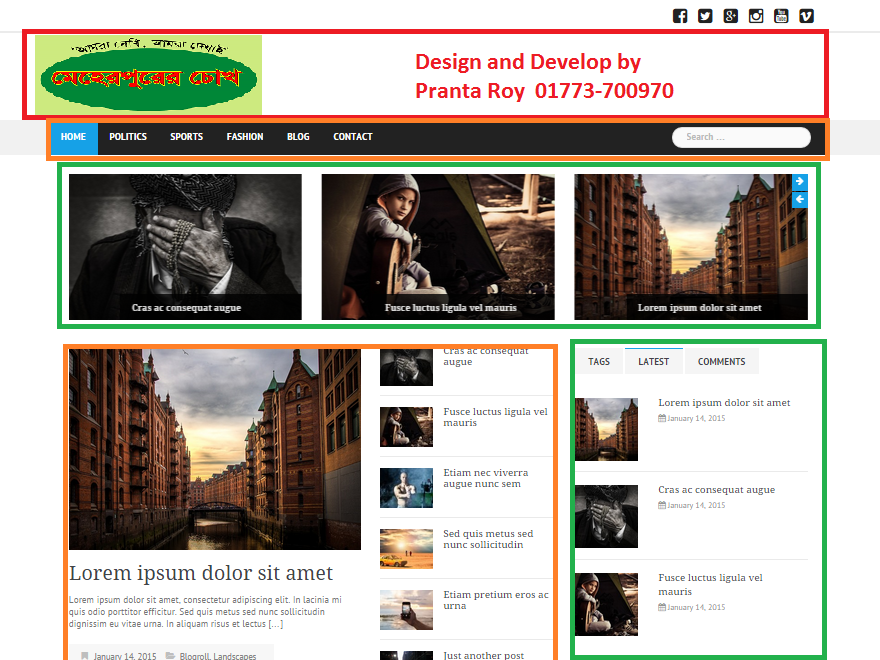 আমরা দেখি, আমরা দেখাই
মেহেরপুরের চোখ
Design and Develop by
Pranta Roy 01773-700970
HOME POLITICS SPORTS FASHION BLOG CONTACT
Search ...
Cras ac consequat augue
Fusce luctus ligula vel mauris
Lorem ipsum dolor sit amet
Cras ac consequat
augue
Fusce luctus ligula vel
mauris
Etiam nec viverra
augue nunc sem
Sed quis metus sed
nunc sollicitudin
Etiam pretium eros ac
urna
Just another post
Lorem ipsum dolor sit amet
Lorem ipsum dolor sit amet, consectetur adipiscing elit. In lacinia mi
quis odio porttitor efficitur. Sed quis metus sed nunc sollicitudin
dignissim eu vitae urna. In aliquam risus et lectus [...]
January 14, 2015 Blogroll, Landscapes
TAGS LATEST COMMENTS
Lorem ipsum dolor sit amet
January 14, 2015
Cras ac consequat augue
January 14, 2015
Fusce luctus ligula vel
mauris
January 14, 2015